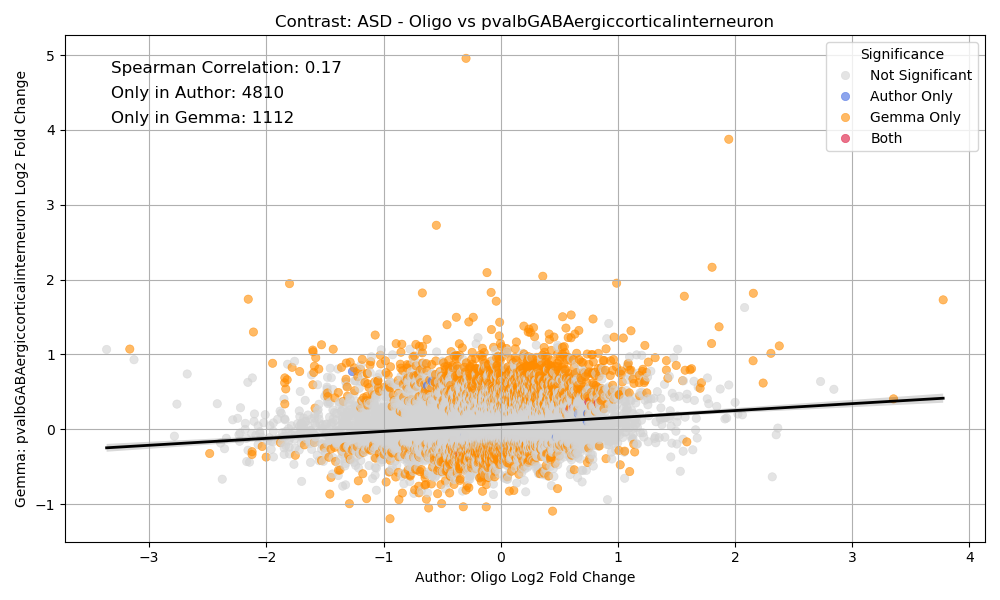 Contrast: ASD - Oligo vs pvalbGABAergiccorticalinterneuron
Spearman Correlation: 0.17
Only in Author: 4810
Only in Gemma: 1112
Significance
Not Significant
Author Only
Gemma Only
Both
5
4
3
2
1
0
−1
−3
−2
−1
0
1
2
3
4
Gemma: pvalbGABAergiccorticalinterneuron Log2 Fold Change
Author: Oligo Log2 Fold Change